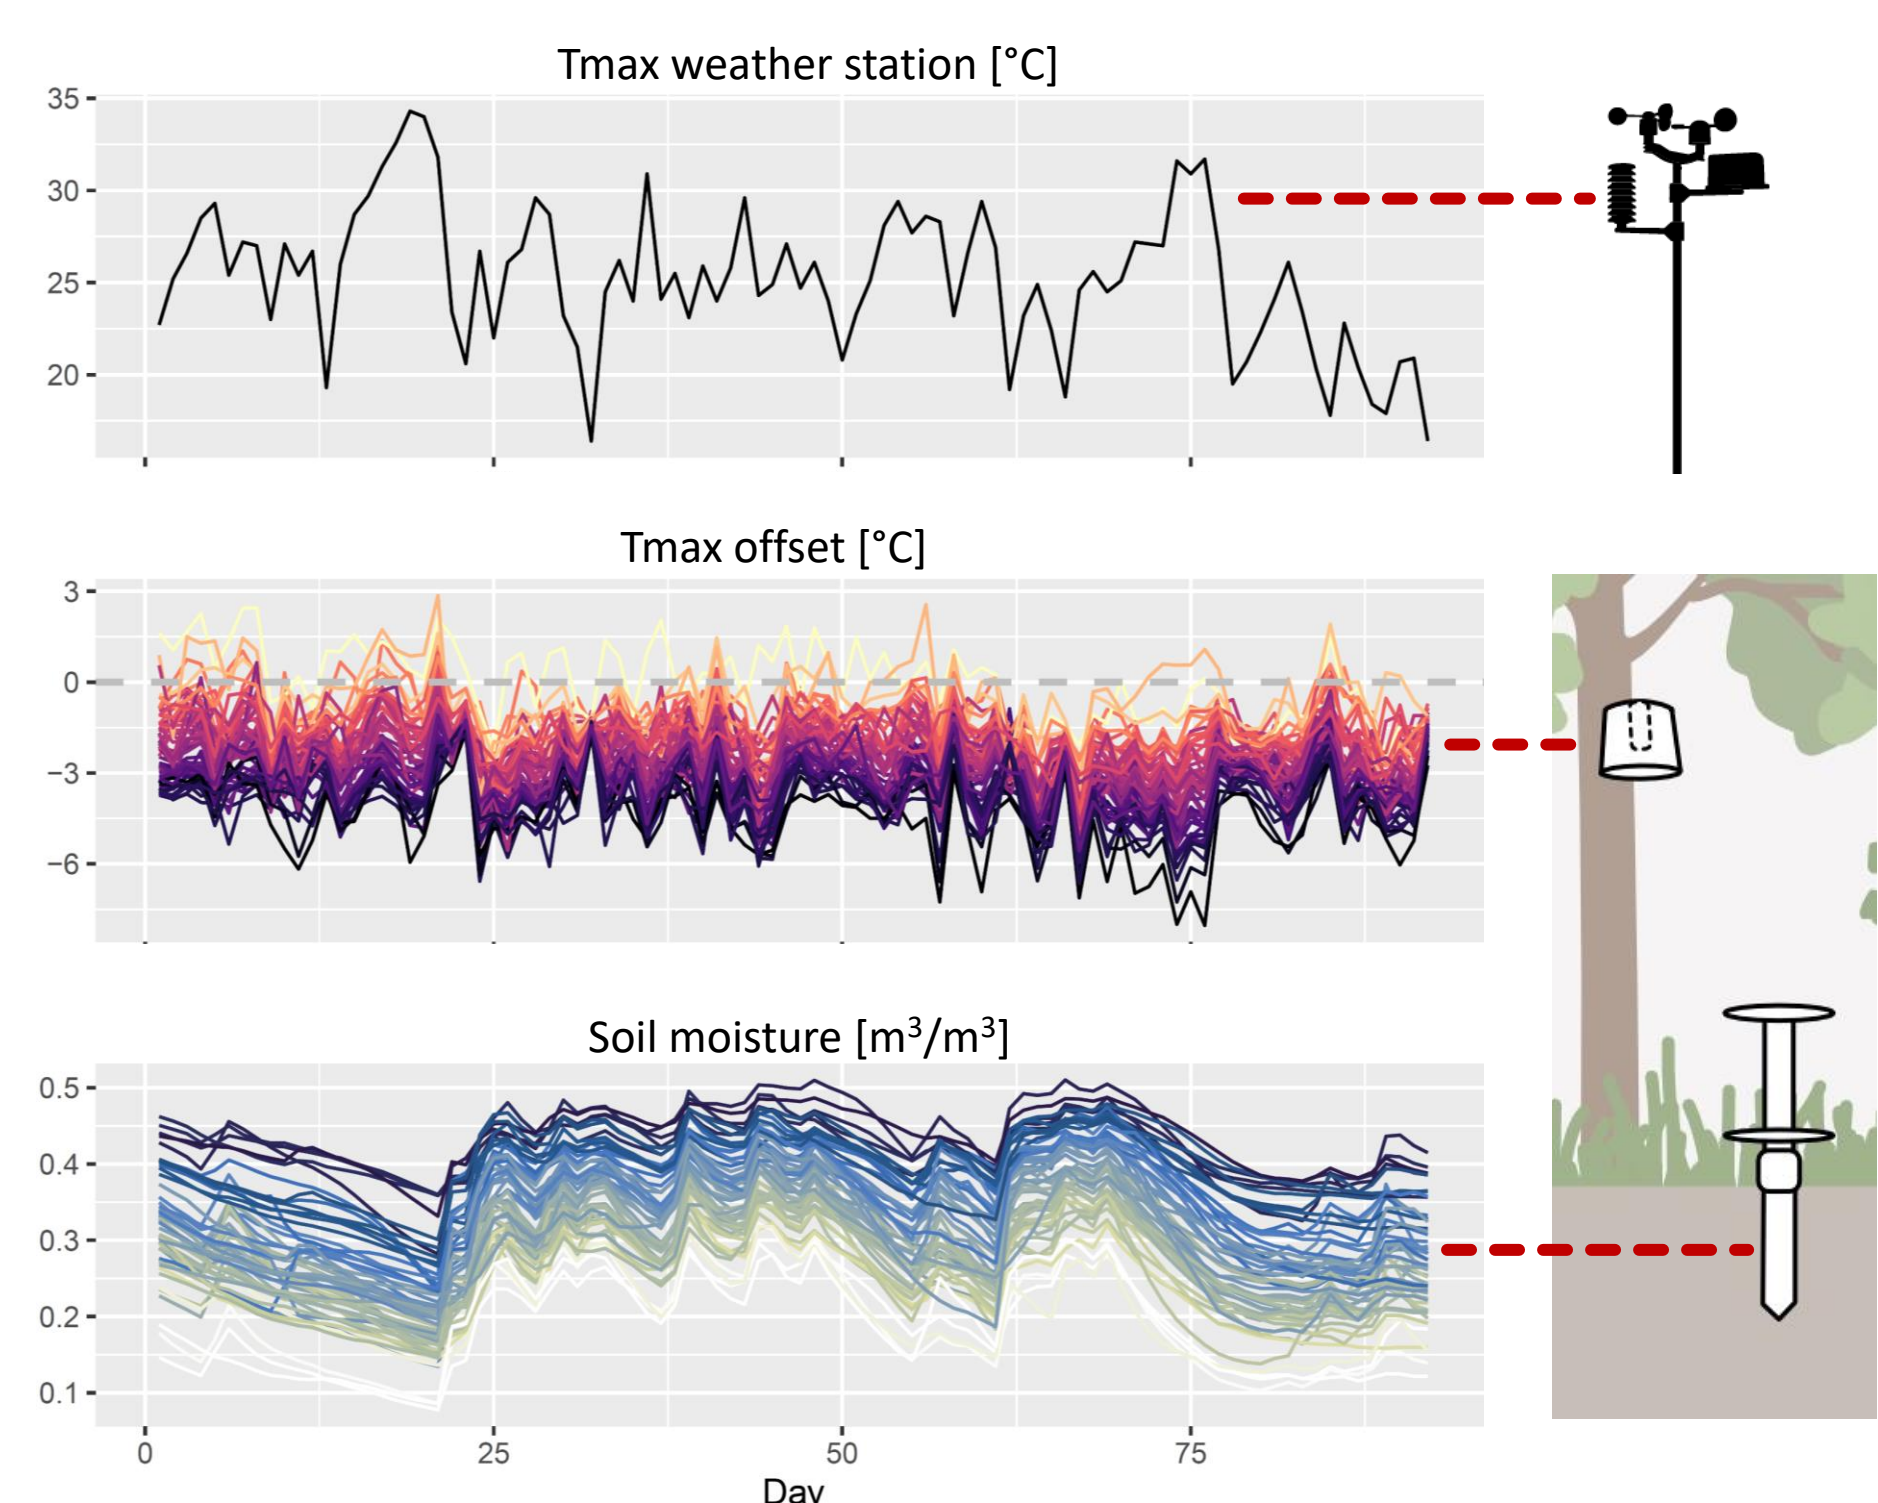 Tmax weather station [°C]
35
30
25
20
Tmax offset [°C]
3
0
−3
−6
Soil moisture [m³/m³]
0.5
0.4
0.3
0.2
0.1
0 25 50 75
Day